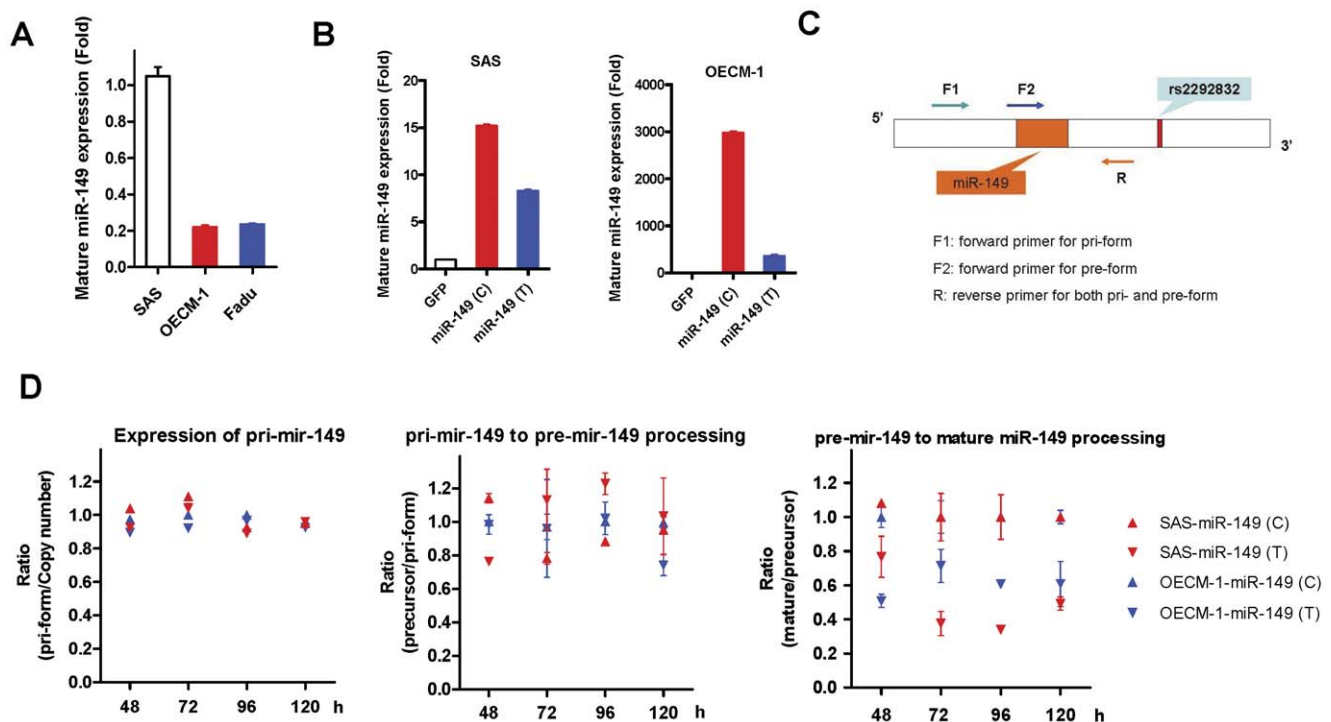 A
Mature miR-149 expression (Fold)
1.0
0.8
0.6
0.4
0.2
0.0
SAS
OECM-1
Fadu
B
SAS
Mature miR-149 expression (Fold)
20
15
10
5
0
GFP
miR-149 (C)
miR-149 (T)
OECM-1
Mature miR-149 expression (Fold)
4000
3000
2000
1000
0
GFP
miR-149 (C)
miR-149 (T)
C
F1
F2
rs2292832
5'
3'
miR-149
R
F1: forward primer for pri-form
F2: forward primer for pre-form
R: reverse primer for both pri- and pre-form
D
Expression of pri-mir-149
Ratio
(pri-form/Copy number)
1.2
1.0
0.8
0.6
0.4
0.2
0.0
48 72 96 120 h
pri-mir-149 to pre-mir-149 processing
Ratio
(precursor/pri-form)
1.2
1.0
0.8
0.6
0.4
0.2
0.0
48 72 96 120 h
pre-mir-149 to mature miR-149 processing
Ratio
(mature/precursor)
1.2
1.0
0.8
0.6
0.4
0.2
0.0
48 72 96 120 h
SAS-miR-149 (C)
SAS-miR-149 (T)
OECM-1-miR-149 (C)
OECM-1-miR-149 (T)